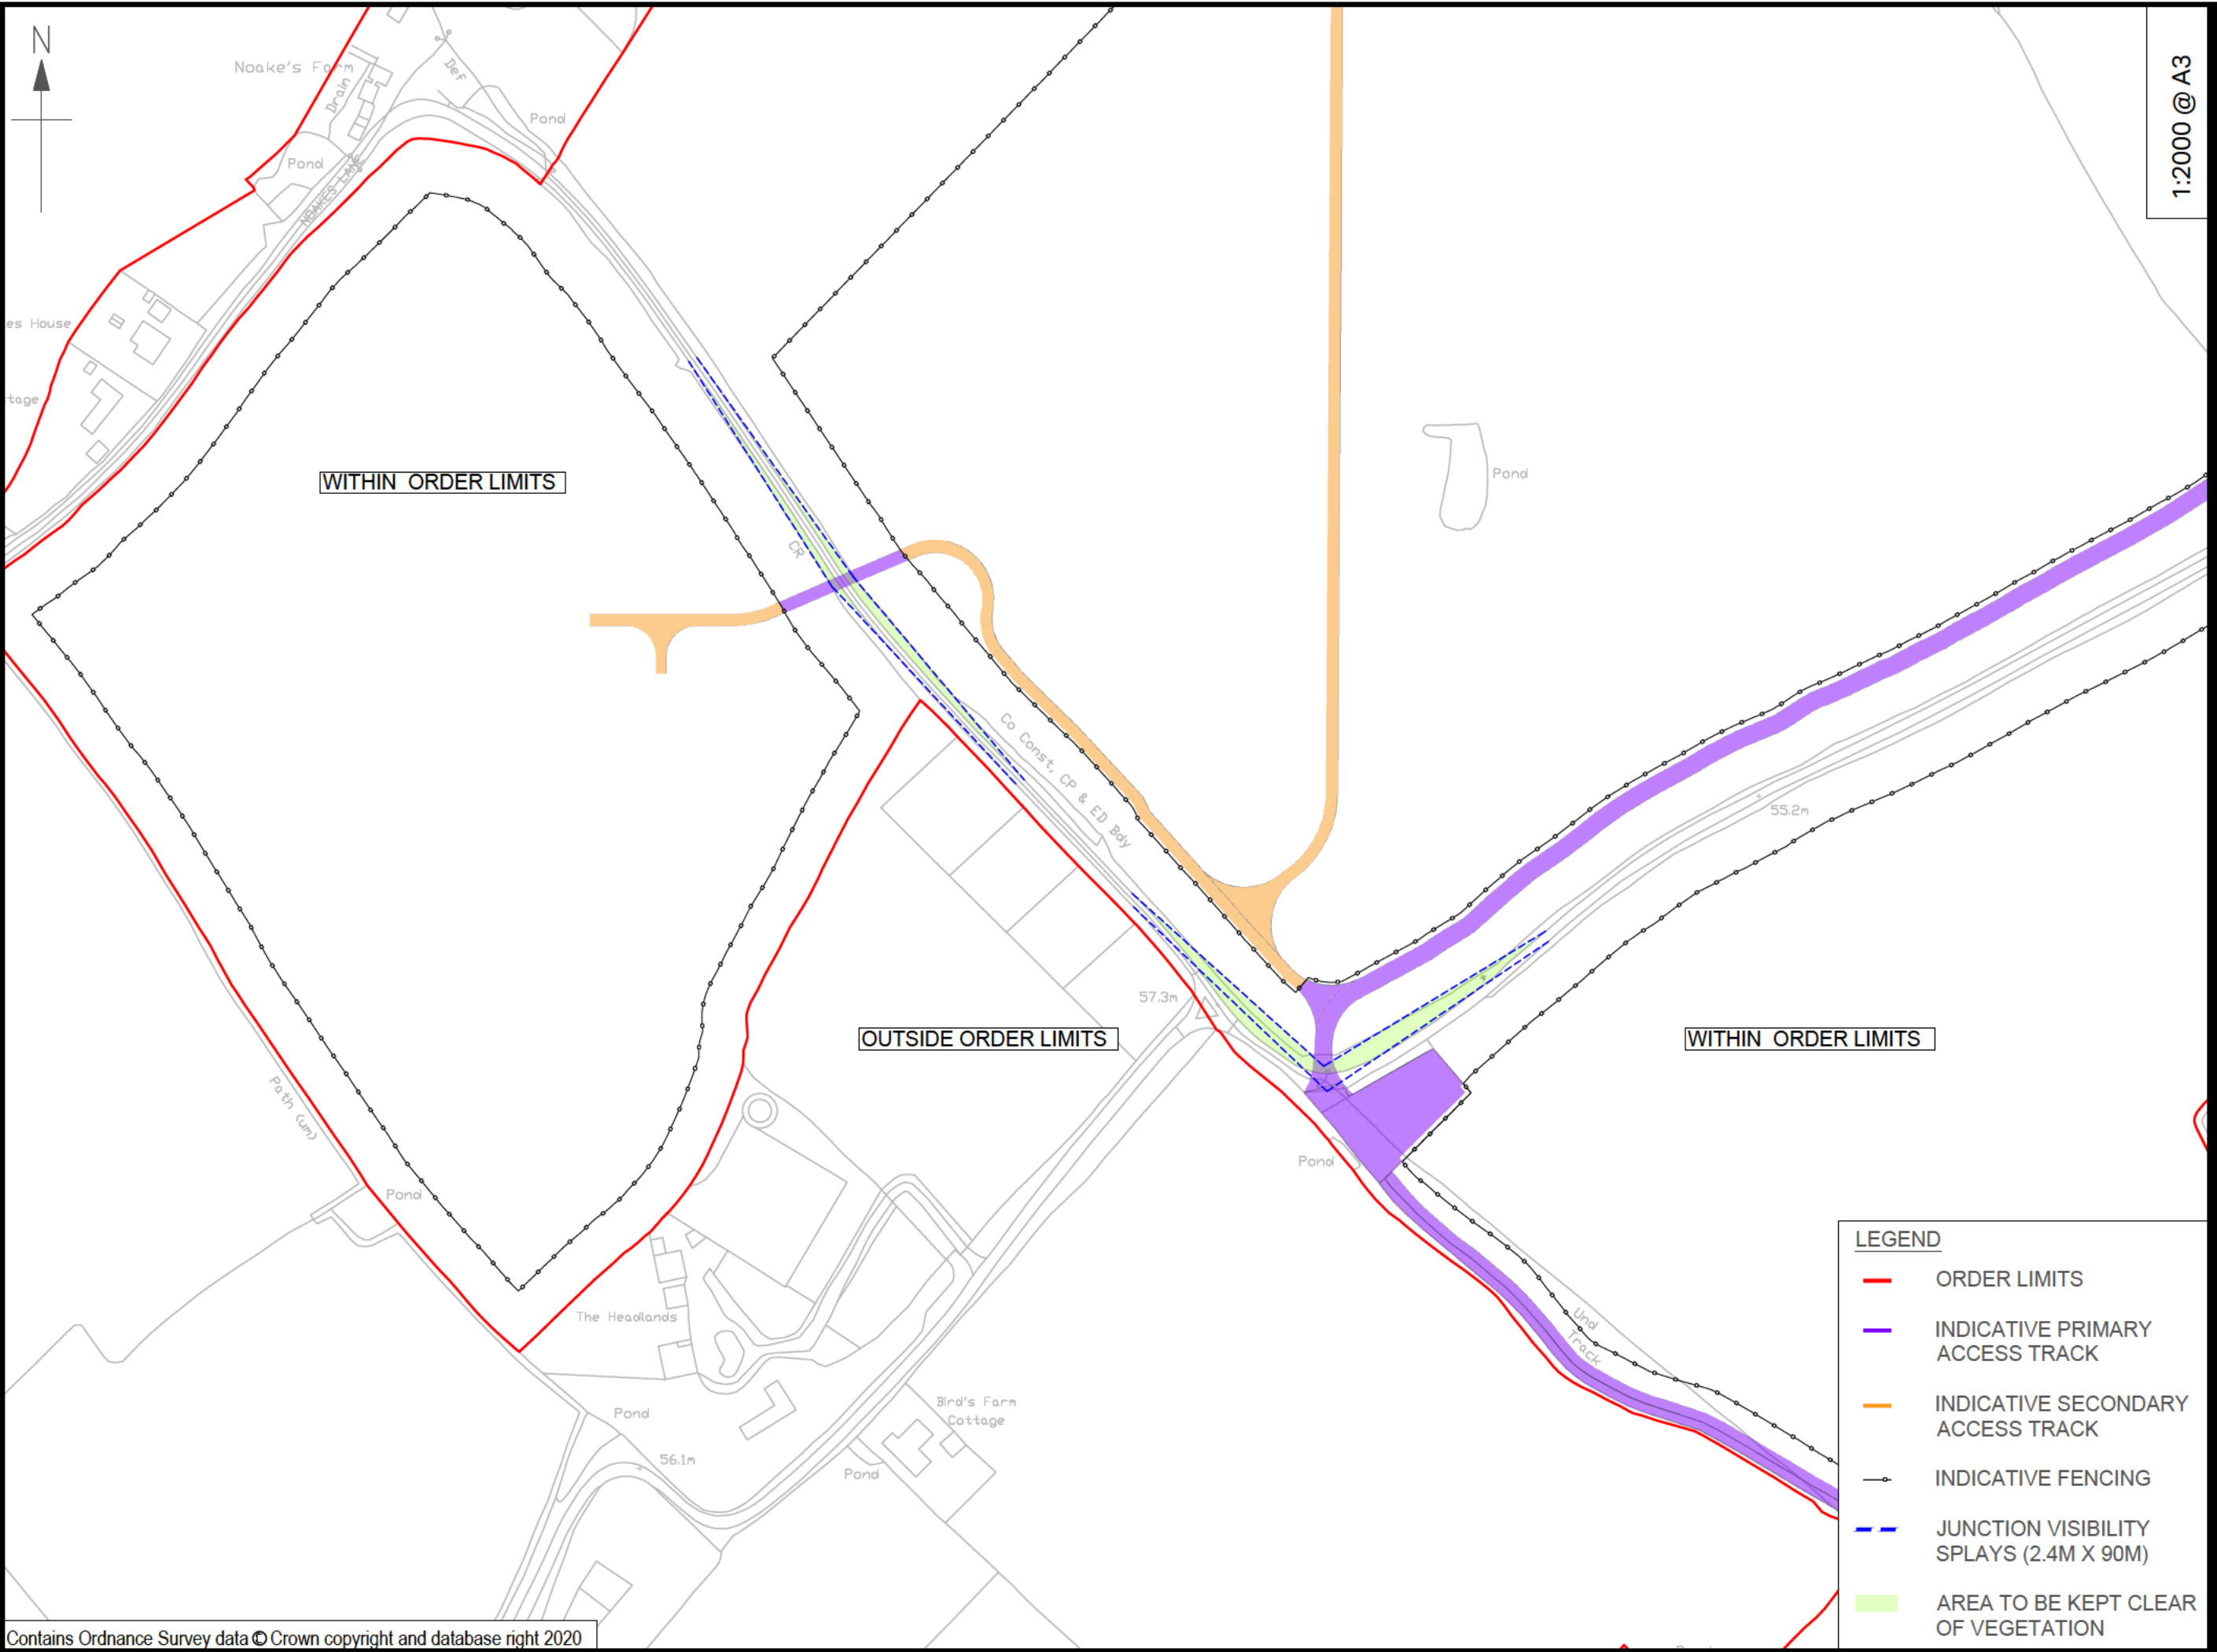 N
Noake's Farm
Drain
Def
Pond
Pond
NOAKES LANE
1:2000 @ A3
es House
tage
WITHIN ORDER LIMITS
Pond
CR
Co Const, CP & ED Bdy
55.2m
57.3m
OUTSIDE ORDER LIMITS
WITHIN ORDER LIMITS
Path (um)
Pond
Pond
The Headlands
Und
Track
Pond
56.1m
Bird's Farm
Cottage
Pond
LEGEND
ORDER LIMITS
INDICATIVE PRIMARY
ACCESS TRACK
INDICATIVE SECONDARY
ACCESS TRACK
INDICATIVE FENCING
JUNCTION VISIBILITY
SPLAYS (2.4M X 90M)
AREA TO BE KEPT CLEAR
OF VEGETATION
Contains Ordnance Survey data © Crown copyright and database right 2020